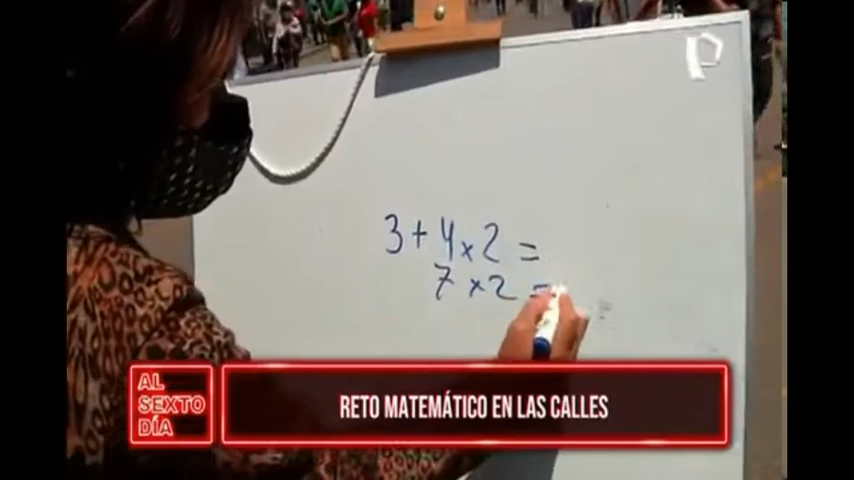 3 + 4 x 2 =
7 x 2 =
AL
SEXTO
DÍA
RETO MATEMÁTICO EN LAS CALLES